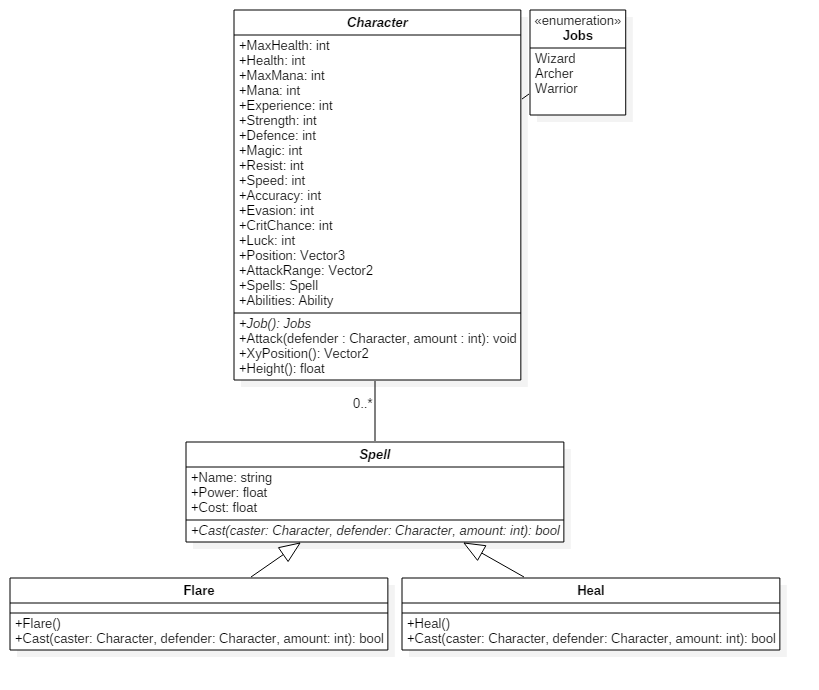 Character
+MaxHealth: int
+Health: int
+MaxMana: int
+Mana: int
+Experience: int
+Strength: int
+Defence: int
+Magic: int
+Resist: int
+Speed: int
+Accuracy: int
+Evasion: int
+CritChance: int
+Luck: int
+Position: Vector3
+AttackRange: Vector2
+Spells: Spell
+Abilities: Ability
+Job(): Jobs
+Attack(defender : Character, amount : int): void
+XyPosition(): Vector2
+Height(): float
«enumeration»
Jobs
Wizard
Archer
Warrior
0..*
Spell
+Name: string
+Power: float
+Cost: float
+Cast(caster: Character, defender: Character, amount: int): bool
Flare
+Flare()
+Cast(caster: Character, defender: Character, amount: int): bool
Heal
+Heal()
+Cast(caster: Character, defender: Character, amount: int): bool